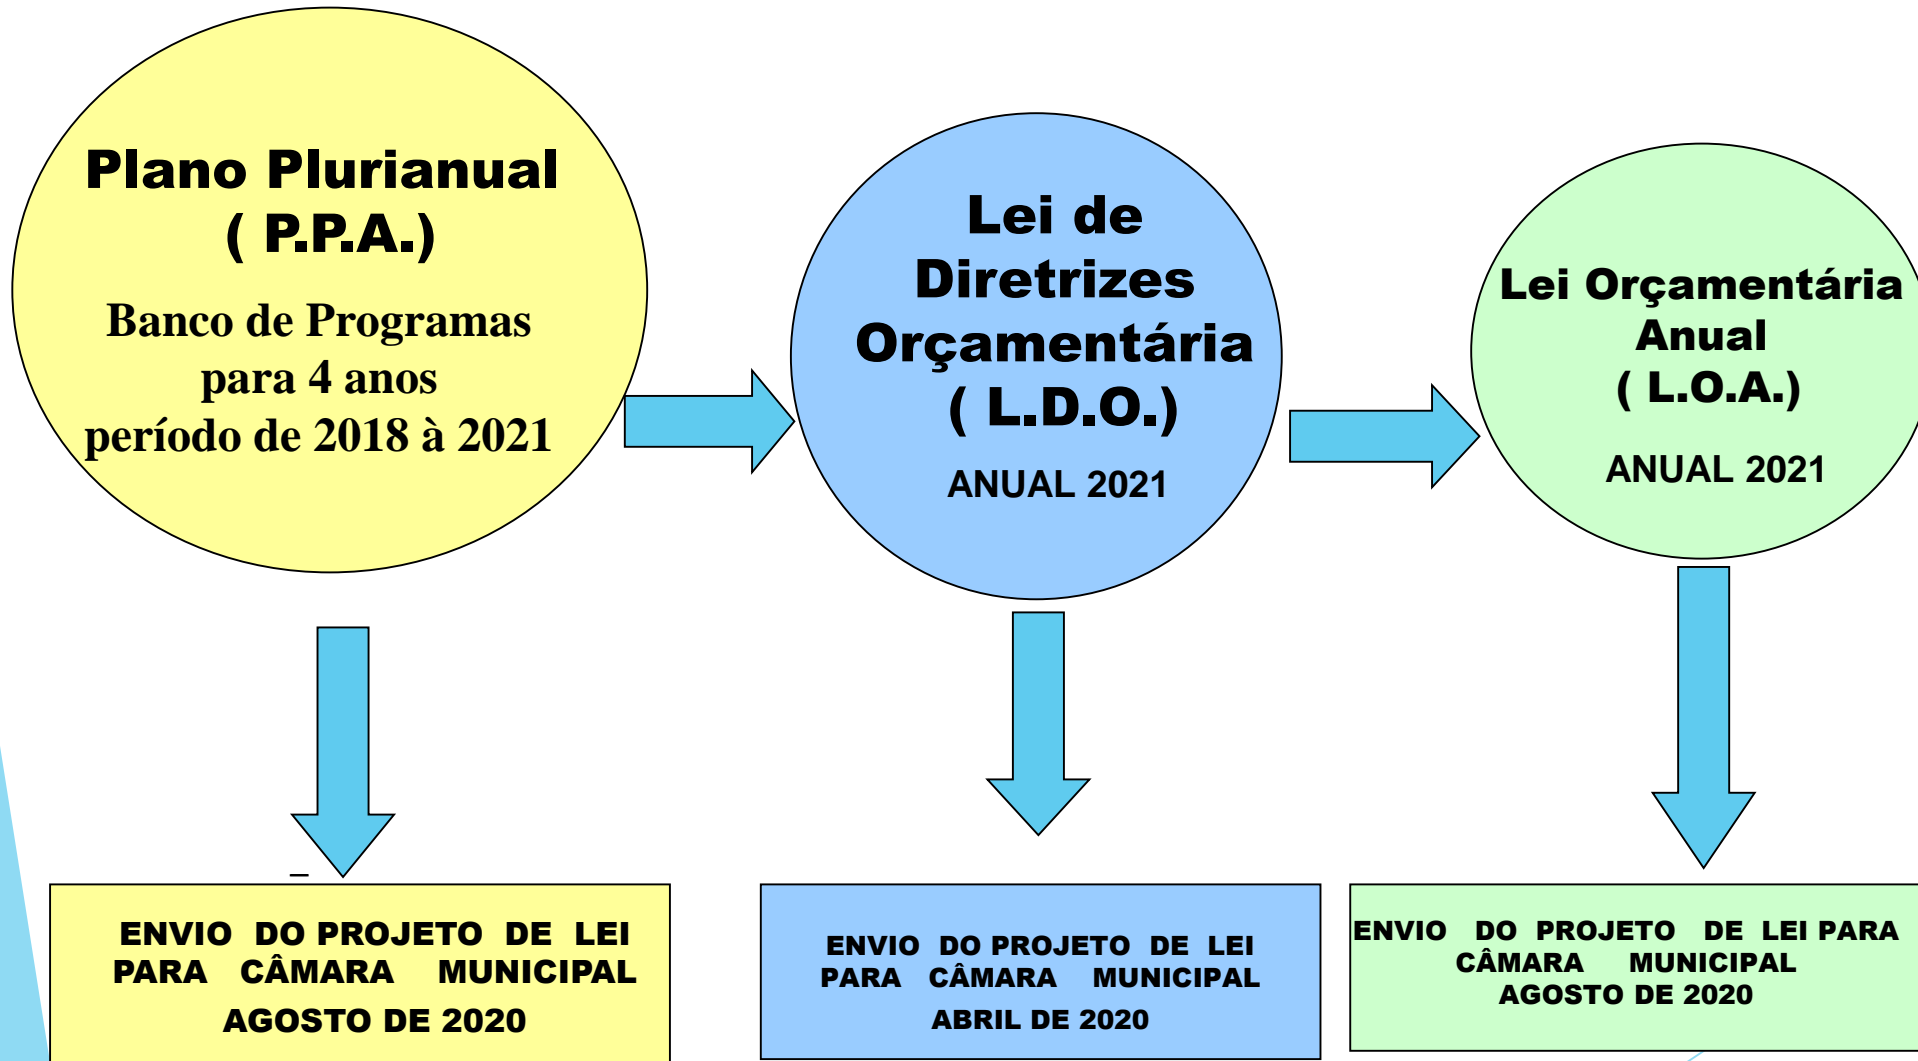 Plano Plurianual
( P.P.A.)
Banco de Programas
para 4 anos
período de 2018 à 2021
Lei de
Diretrizes
Orçamentária
( L.D.O.)
ANUAL 2021
Lei Orçamentária
Anual
( L.O.A.)
ANUAL 2021
ENVIO DO PROJETO DE LEI
PARA CÂMARA MUNICIPAL
AGOSTO DE 2020
ENVIO DO PROJETO DE LEI
PARA CÂMARA MUNICIPAL
ABRIL DE 2020
ENVIO DO PROJETO DE LEI PARA
CÂMARA MUNICIPAL
AGOSTO DE 2020